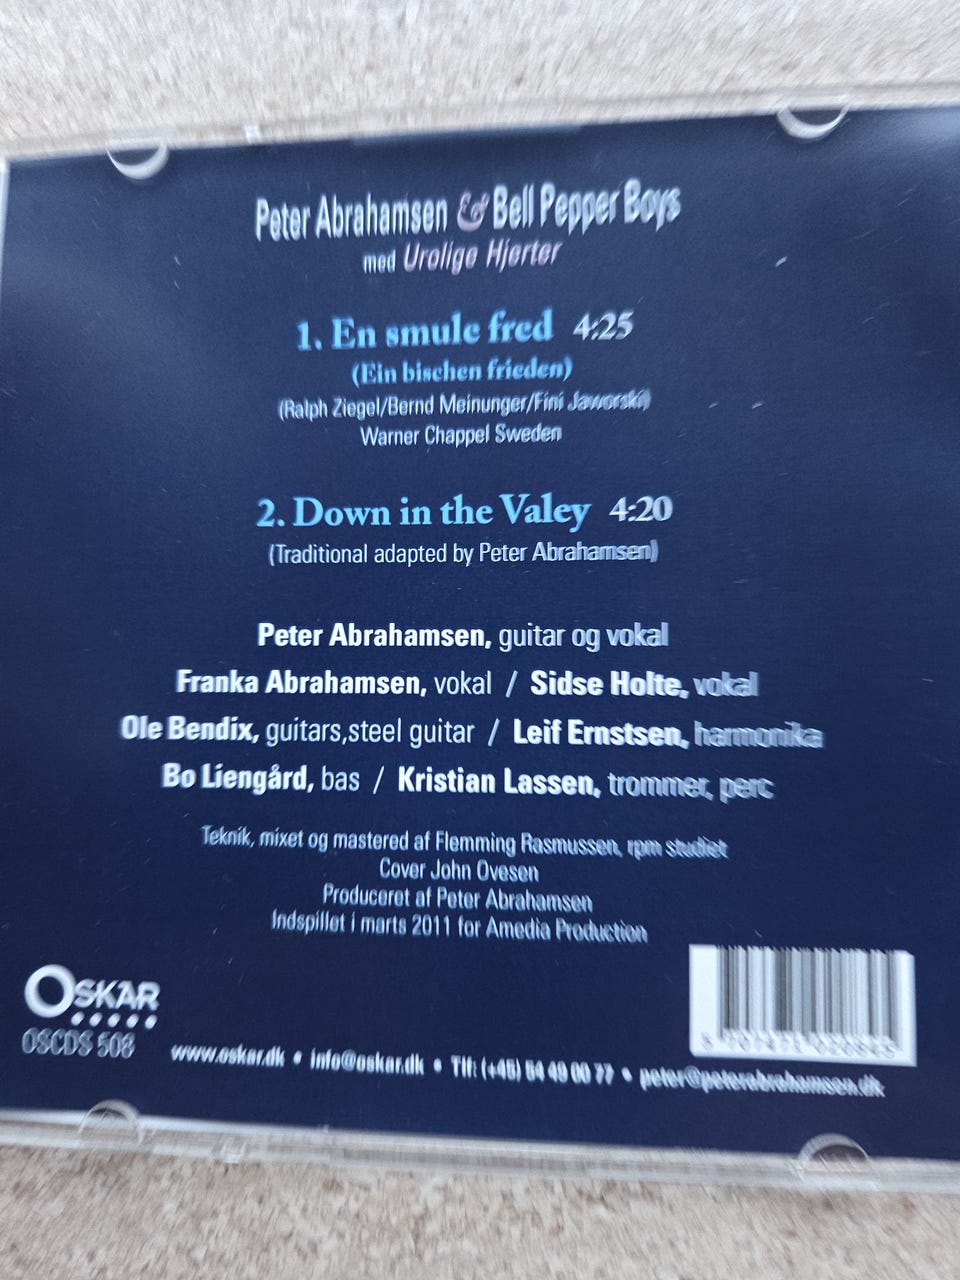 Peter Abrahamsen & Bell Pepper Boys
med Urolige Hjerter
1. En smule fred 4:25
(Ein bischen frieden)
(Ralph Ziegel/Bernd Meinunger/Fini Jaworski)
Warner Chappel Sweden
2. Down in the Valey 4:20
(Traditional adapted by Peter Abrahamsen)
Peter Abrahamsen, guitar og vokal
Franka Abrahamsen, vokal / Sidse Holte, vokal
Ole Bendix, guitars,steel guitar / Leif Ernstsen, harmonika
Bo Liengård, bas / Kristian Lassen, trommer, perc
Teknik, mixet og mastered af Flemming Rasmussen, rpm studiet
Cover John Ovesen
Produceret af Peter Abrahamsen
Indspillet i marts 2011 for Amedia Production
OSKAR
OSCDS 508
www.oskar.dk • info@oskar.dk • Tlf: (+45) 54 49 00 77 • peter@peterabrahamsen.dk